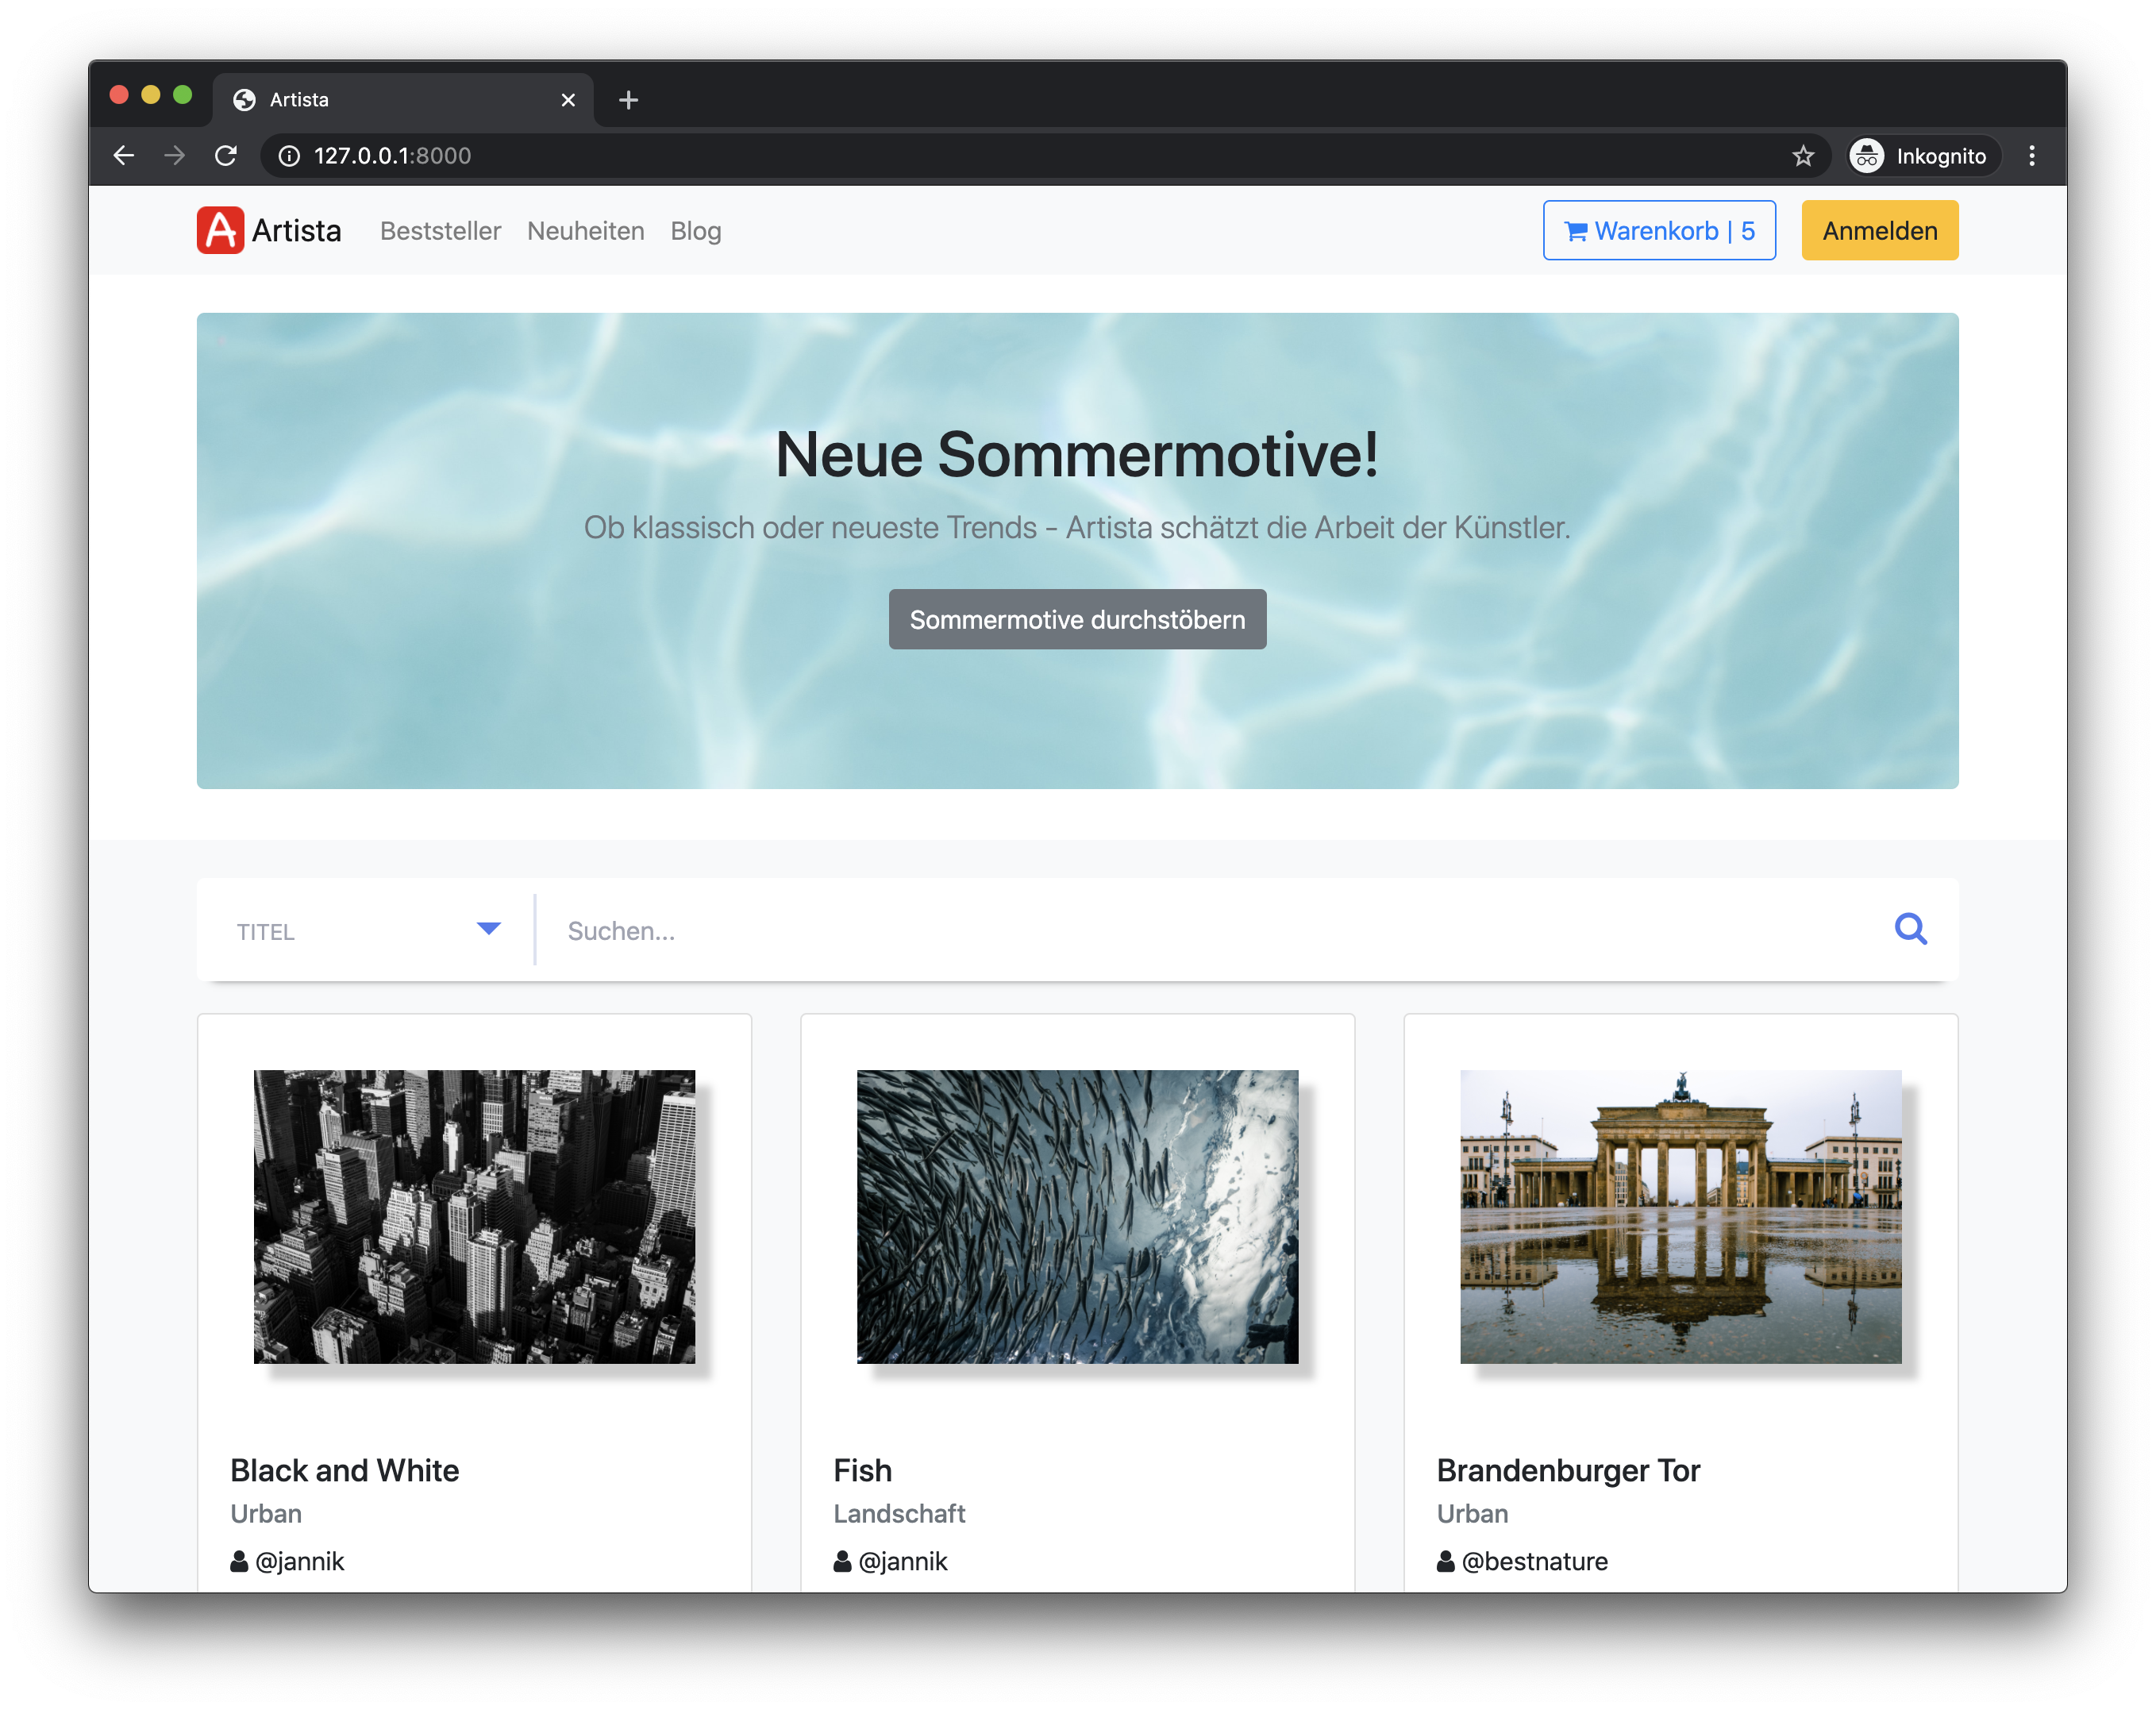 Artista
127.0.0.1:8000
Inkognito
A Artista
Beststeller
Neuheiten
Blog
Warenkorb | 5
Anmelden
Neue Sommermotive!
Ob klassisch oder neueste Trends - Artista schätzt die Arbeit der Künstler.
Sommermotive durchstöbern
TITEL
Suchen...
Black and White
Urban
@jannik
Fish
Landschaft
@jannik
Brandenburger Tor
Urban
@bestnature